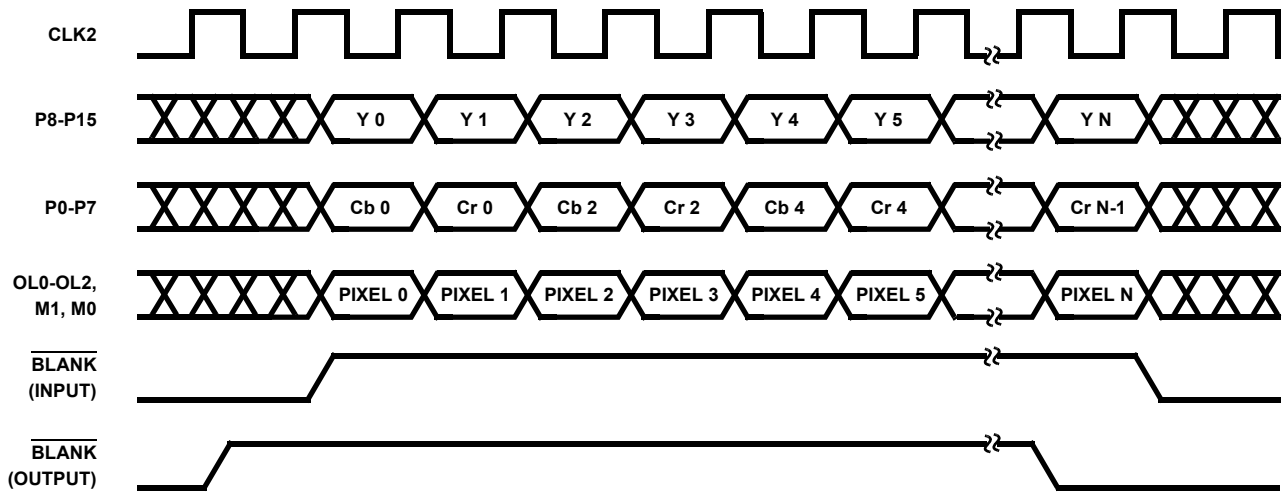 CLK2
P8-P15
Y 0 Y 1 Y 2 Y 3 Y 4 Y 5 Y N
P0-P7
Cb 0 Cr 0 Cb 2 Cr 2 Cb 4 Cr 4 Cr N-1
OL0-OL2,
M1, M0
PIXEL 0 PIXEL 1 PIXEL 2 PIXEL 3 PIXEL 4 PIXEL 5 PIXEL N
BLANK
(INPUT)
BLANK
(OUTPUT)